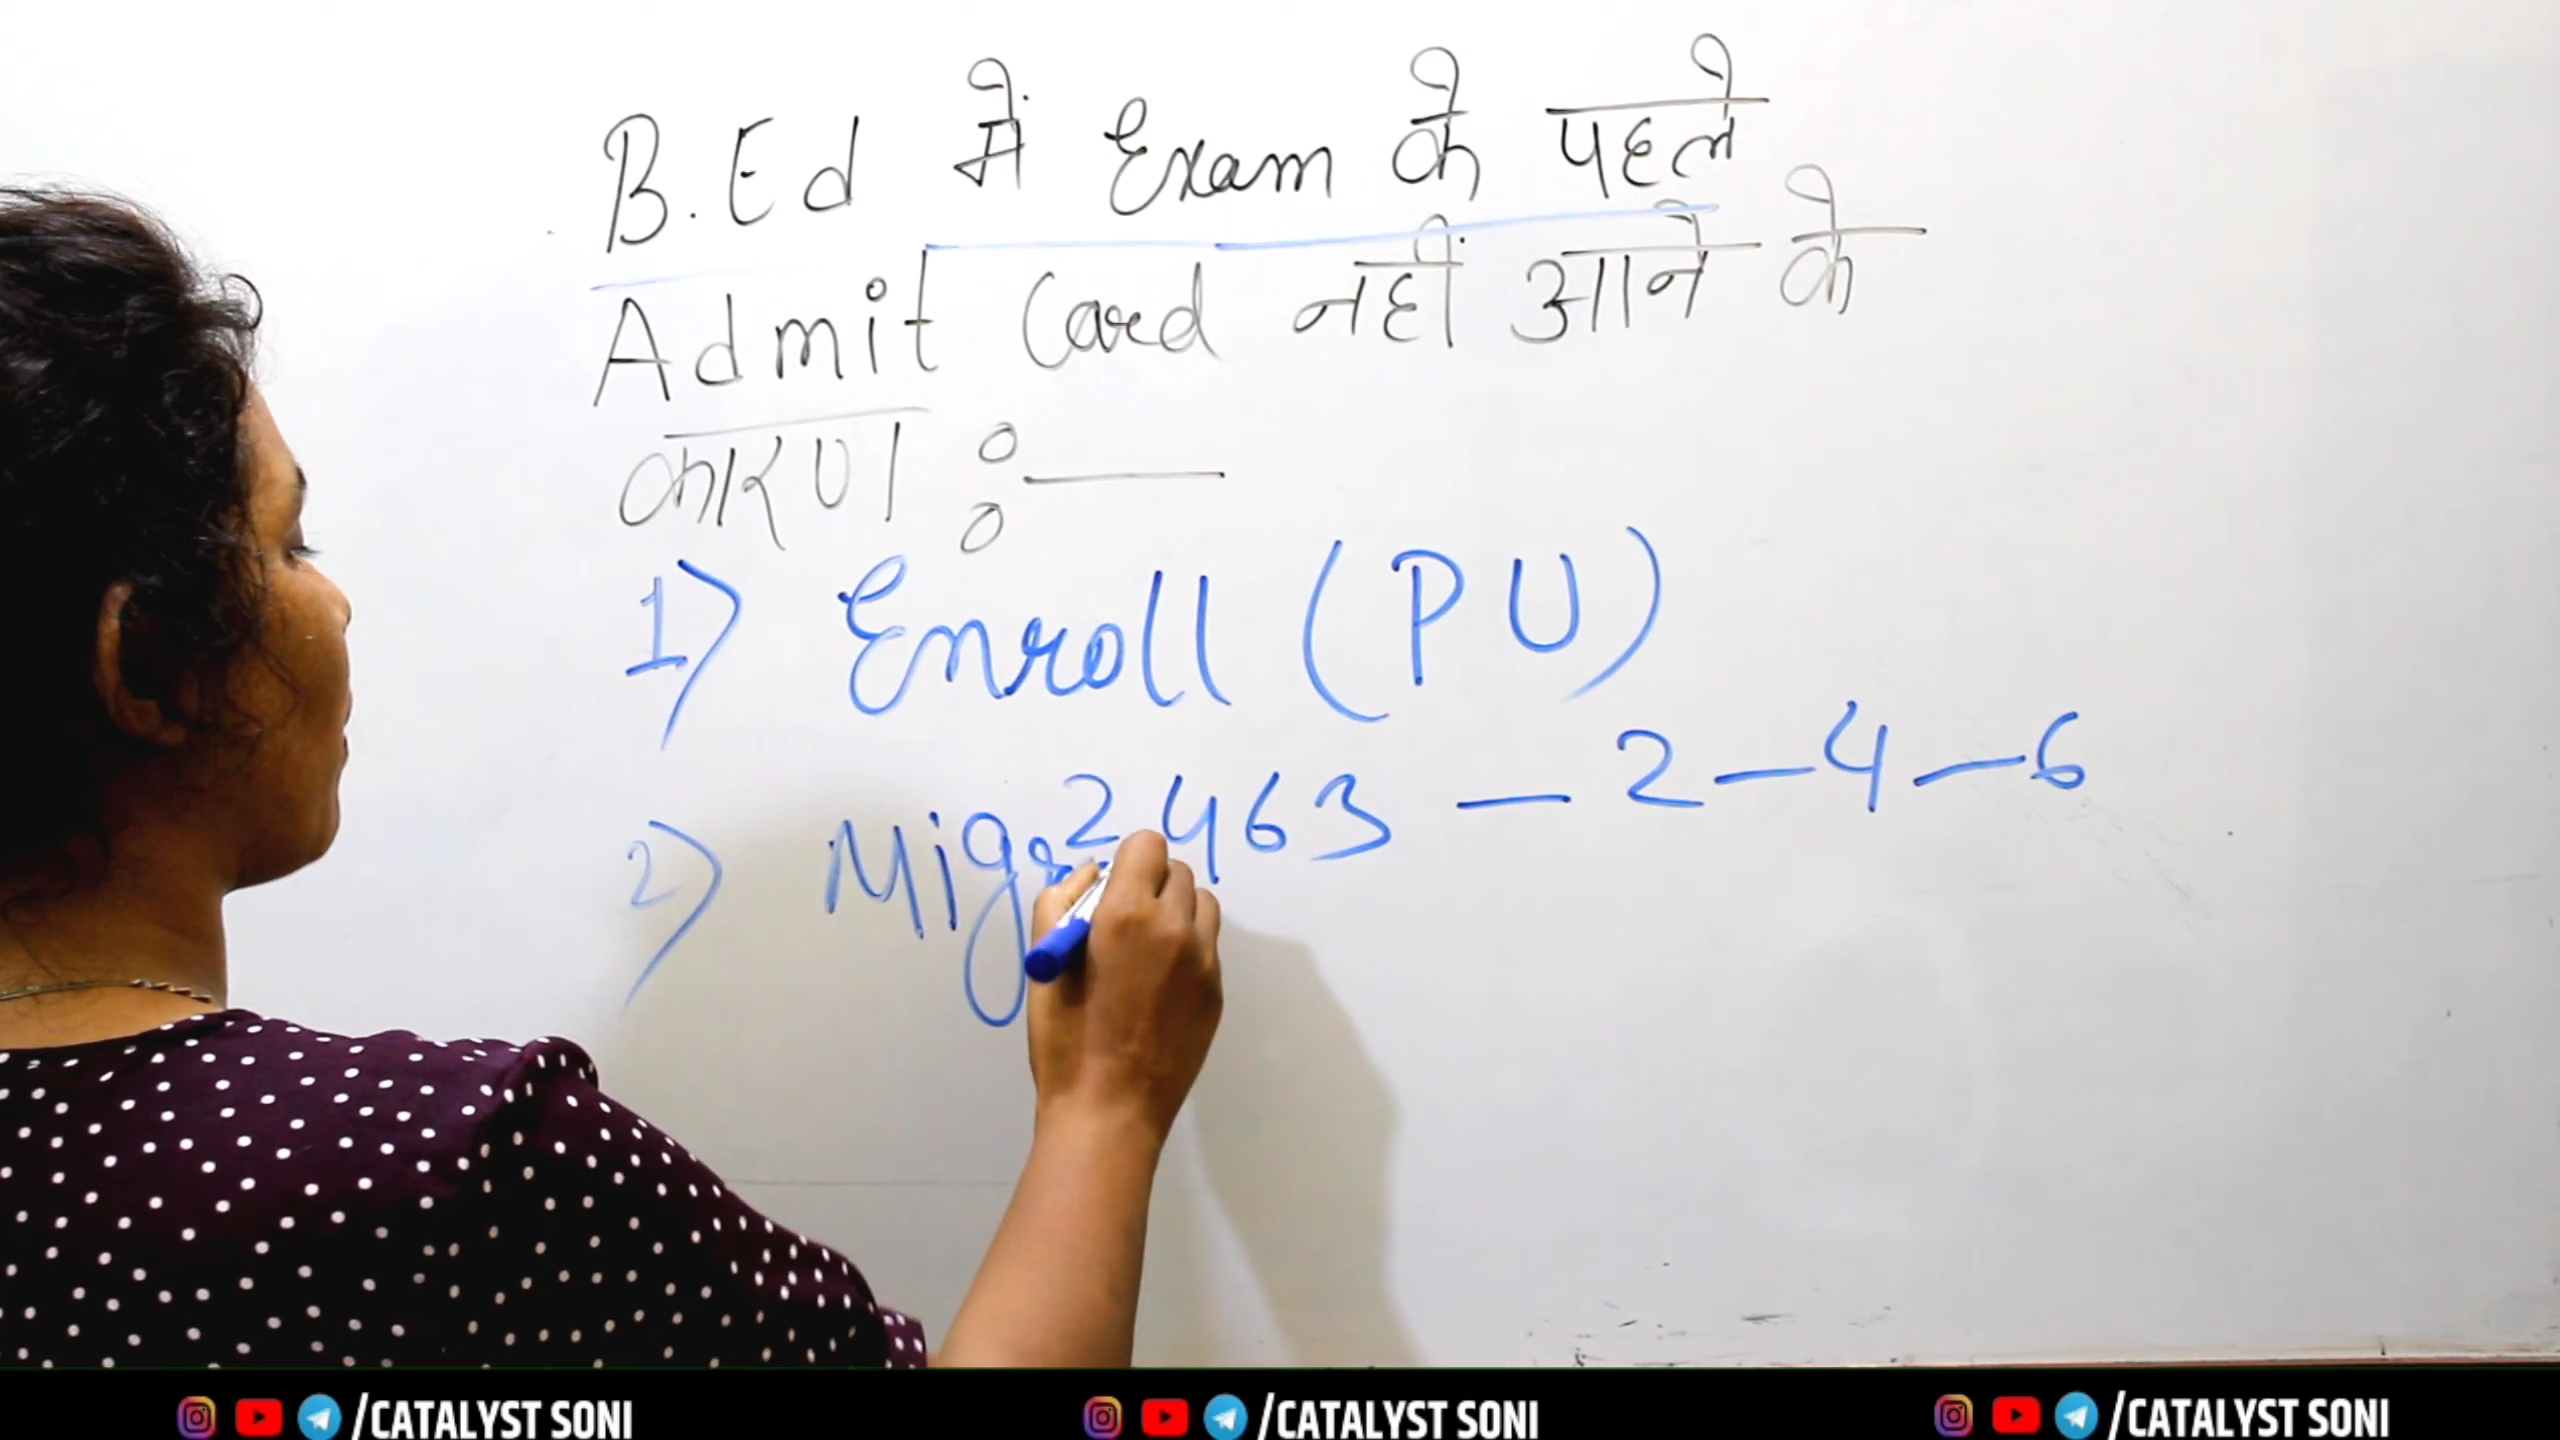 B.Ed में Exam के पहले
Admit Card नहीं आने के
कारण :—
1) Enroll (PU)
2463 – 2 – 4 – 6
2)
/CATALYST SONI /CATALYST SONI /CATALYST SONI